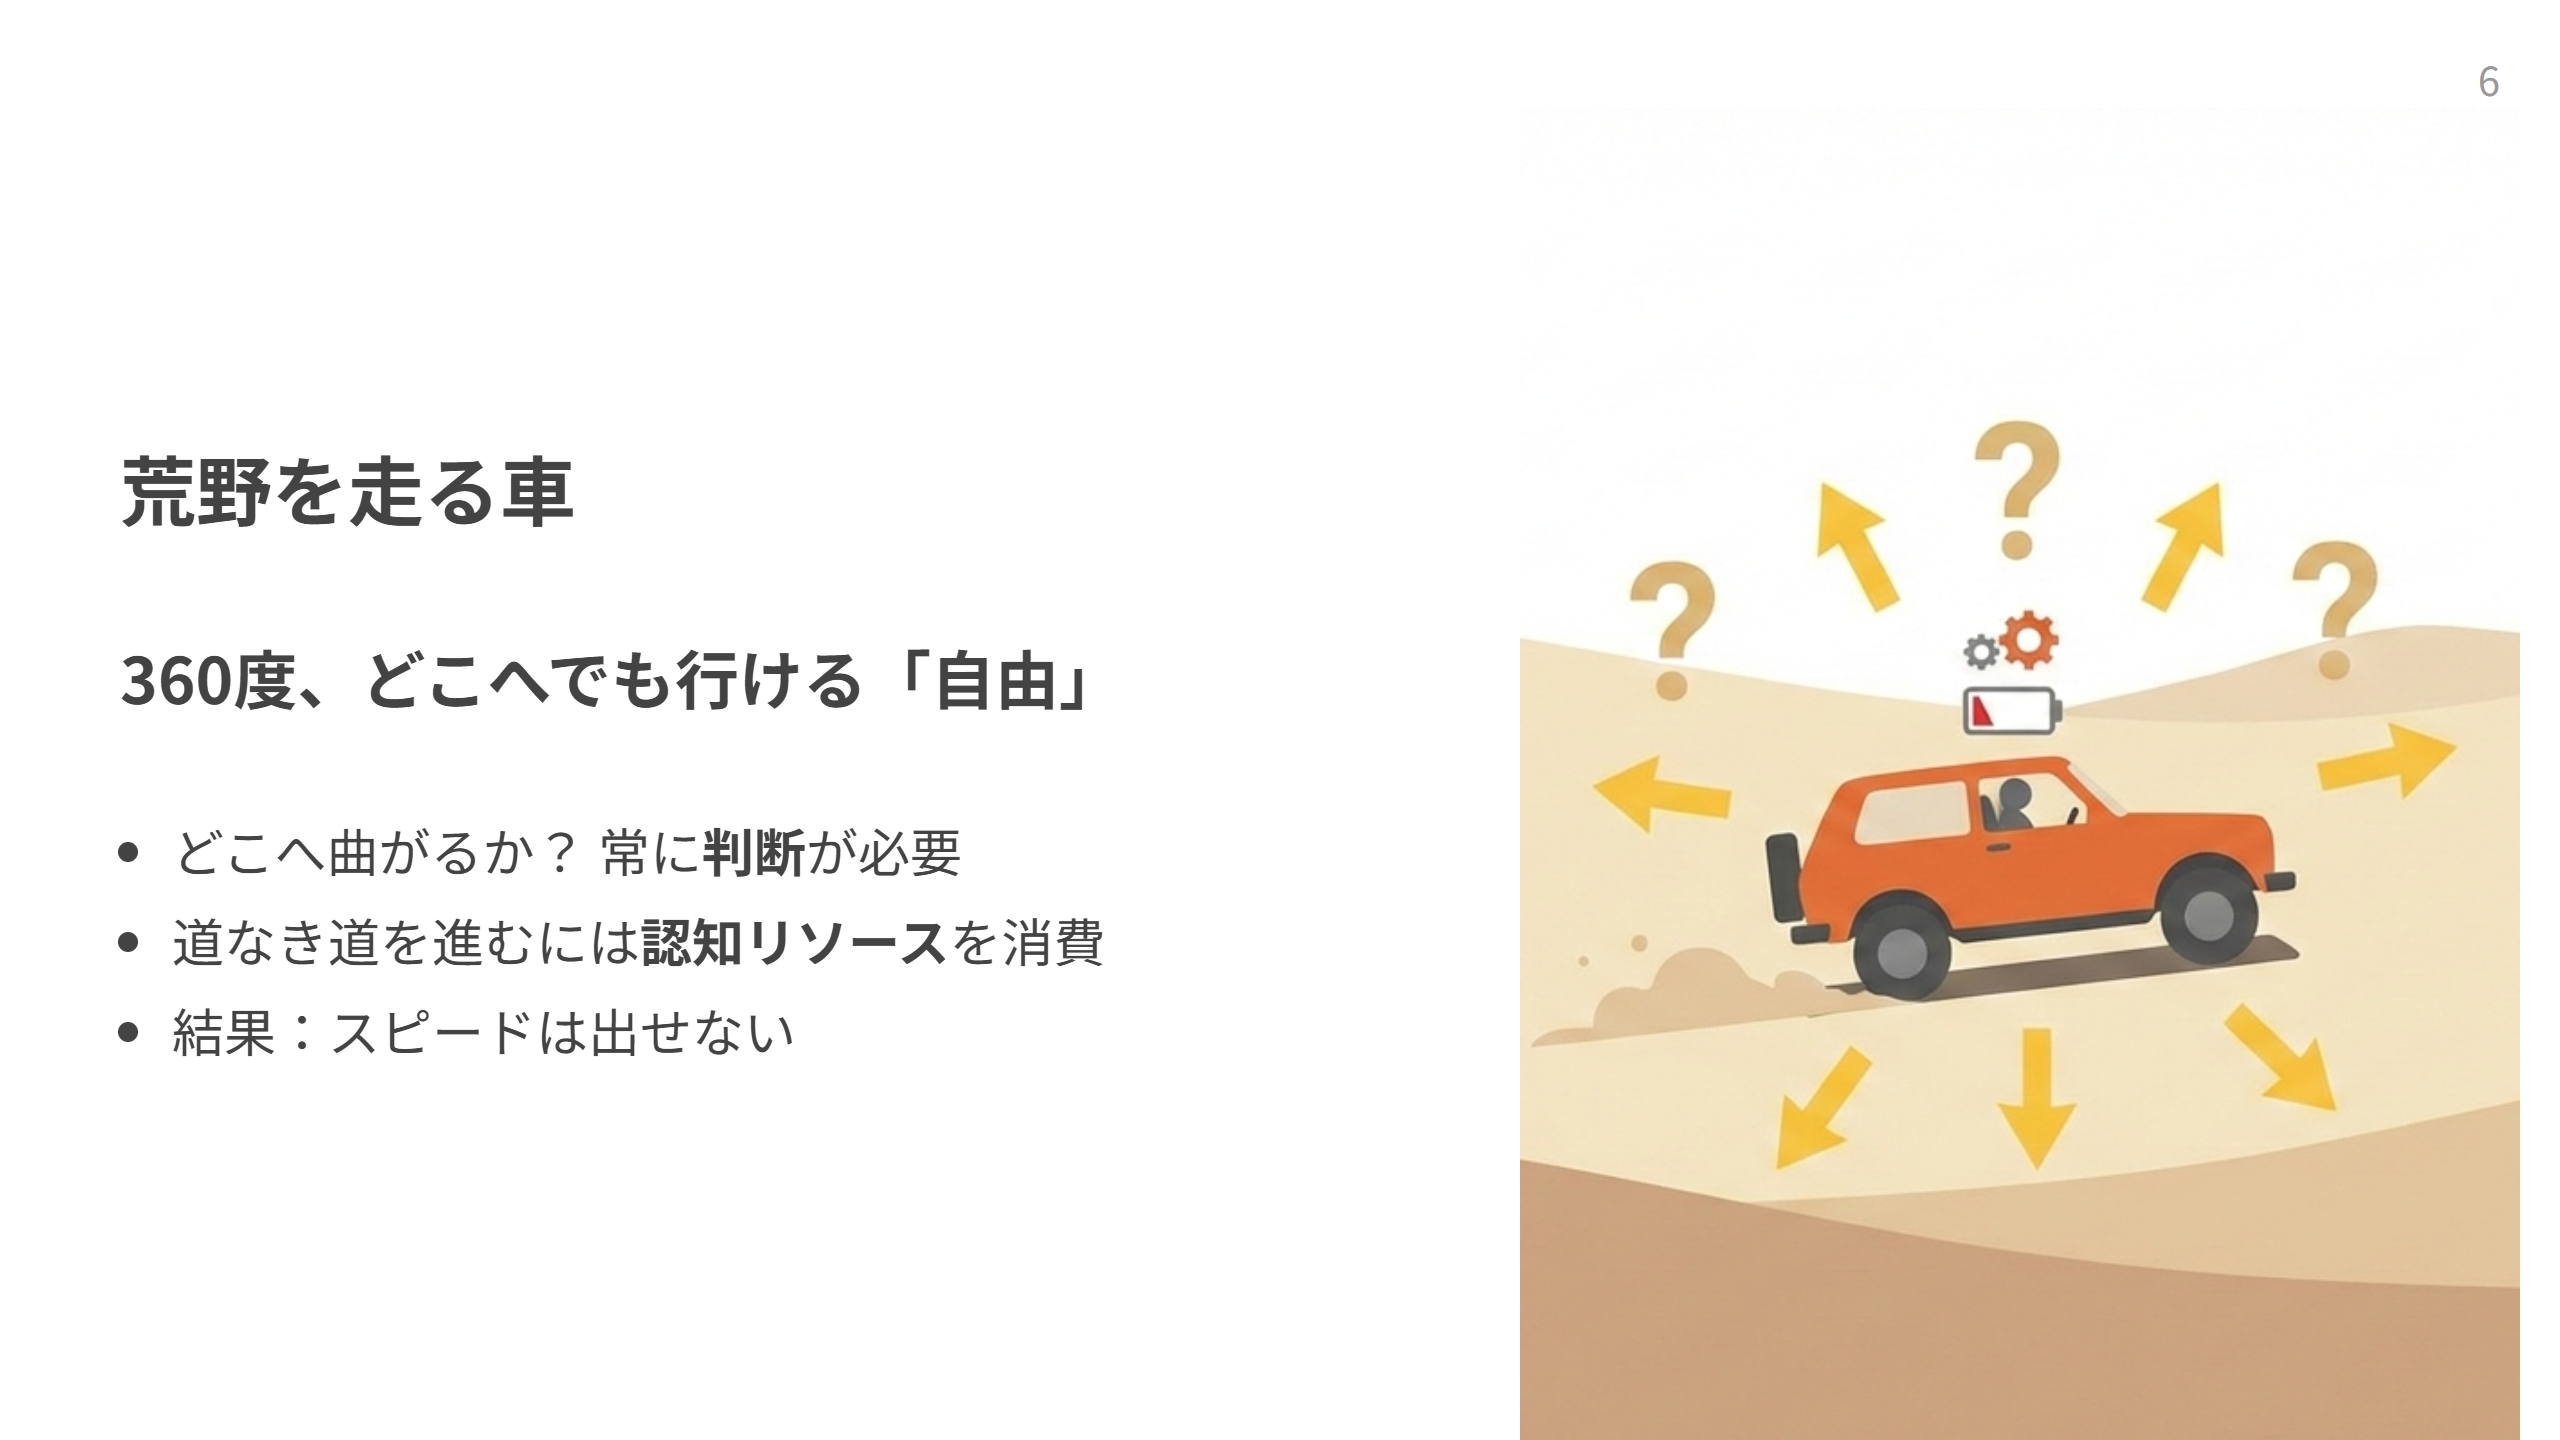 6
荒野を走る車
360度、どこへでも行ける「自由」
• どこへ曲がるか？ 常に判断が必要
• 道なき道を進むには認知リソースを消費
• 結果：スピードは出せない
?
?
?